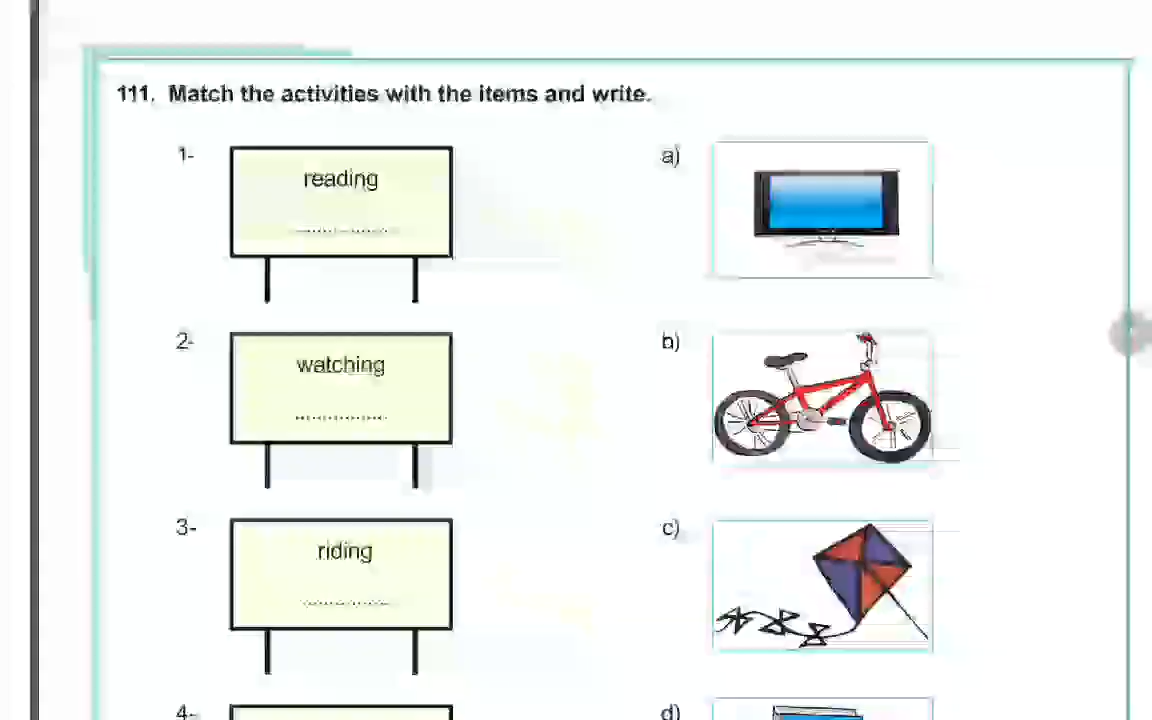 111. Match the activities with the items and write.
1-
reading
....................
a)
2-
watching
....................
b)
3-
riding
....................
c)
4-
d)